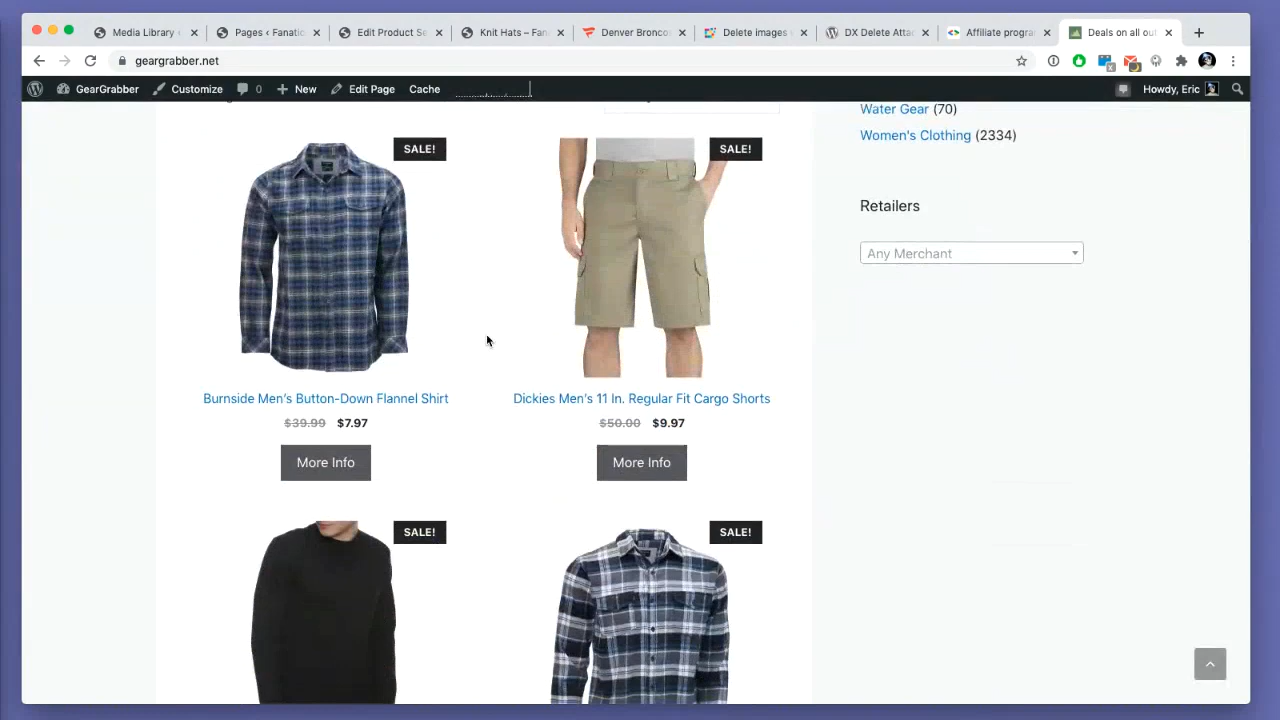 Media Library
Pages ‹ Fanatic
Edit Product Se
Knit Hats – Fan
Denver Bronco
Delete images
DX Delete Atta
Affiliate progra
Deals on all out
geargrabber.net
GearGrabber
Customize
0
New
Edit Page
Cache
Howdy, Eric
Water Gear (70)
Women's Clothing (2334)
Retailers
Any Merchant
SALE!
SALE!
Burnside Men's Button-Down Flannel Shirt
Dickies Men's 11 In. Regular Fit Cargo Shorts
$39.99 $7.97
$50.00 $9.97
More Info
More Info
SALE!
SALE!